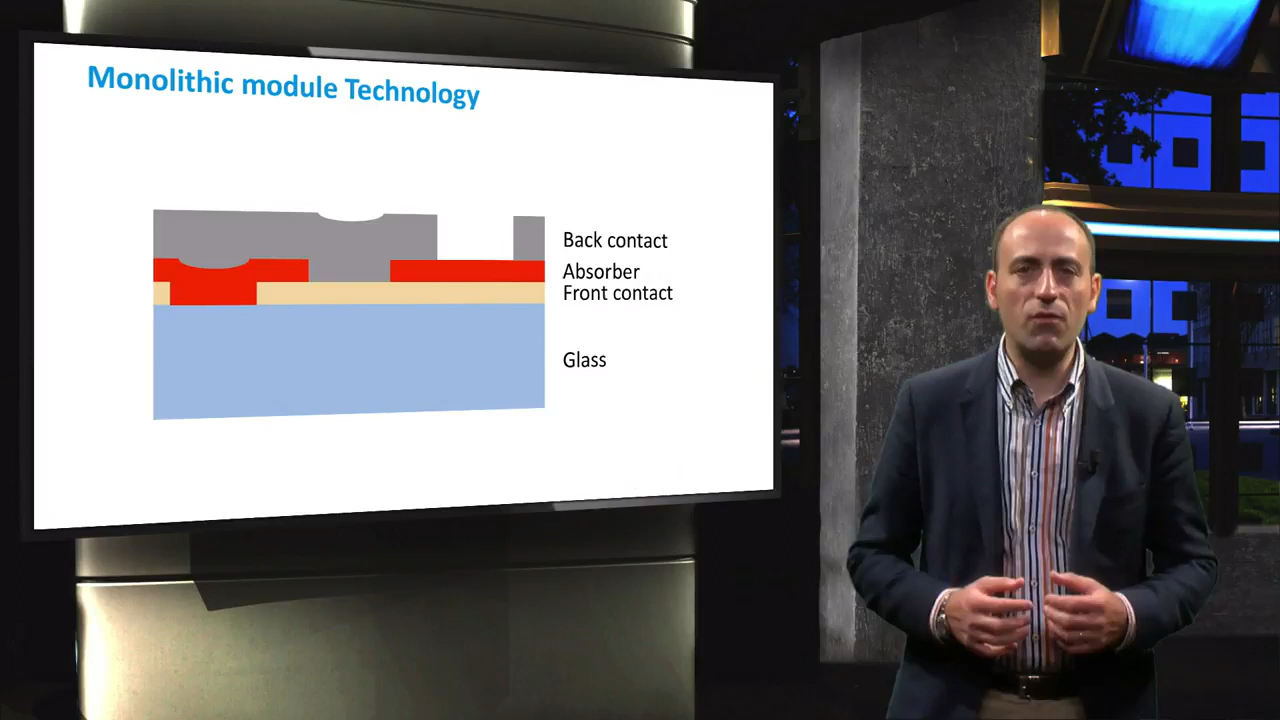 Monolithic module Technology
Back contact
Absorber
Front contact
Glass